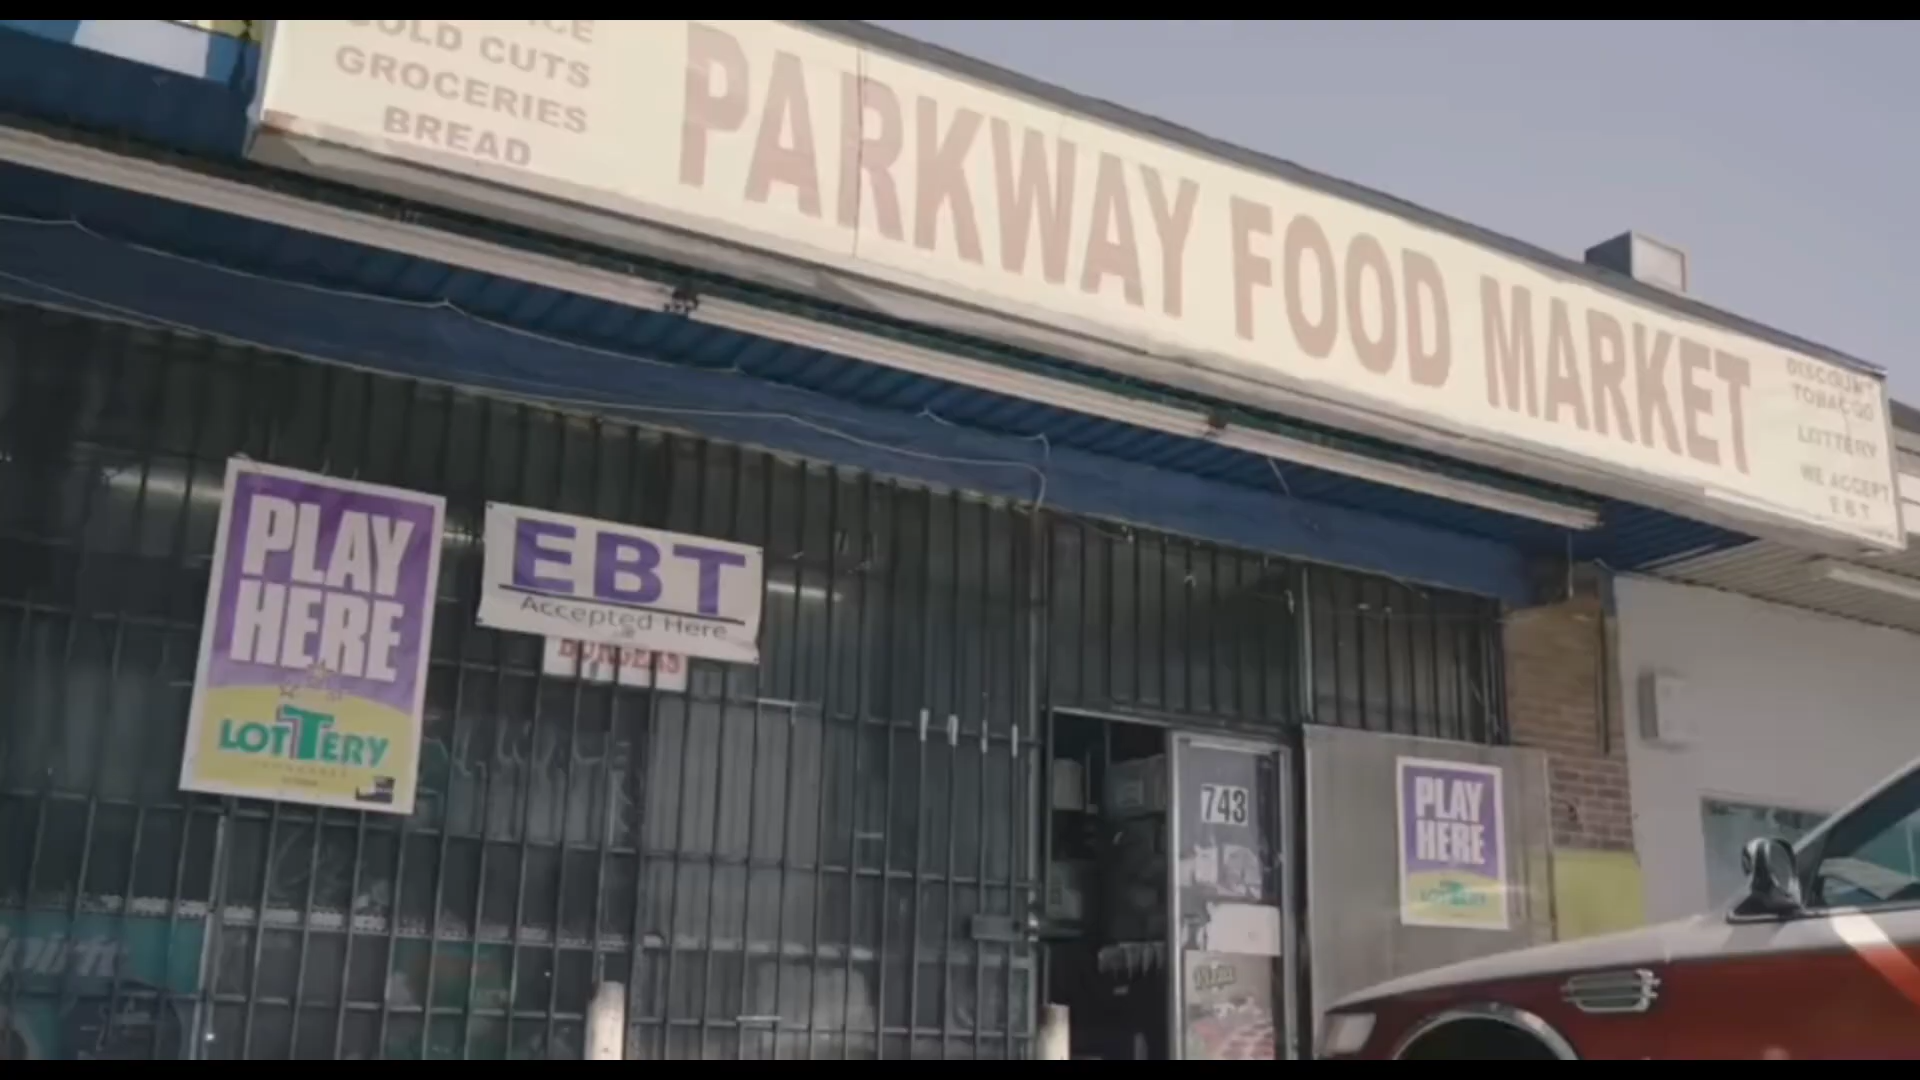 COLD CUTS
GROCERIES
BREAD
PARKWAY FOOD MARKET
DISCOUNT
TOBACCO
LOTTERY
WE ACCEPT
EBT
PLAY
HERE
LOTTERY
EBT
Accepted Here
BURGERS
743
PLAY
HERE
LOTTERY